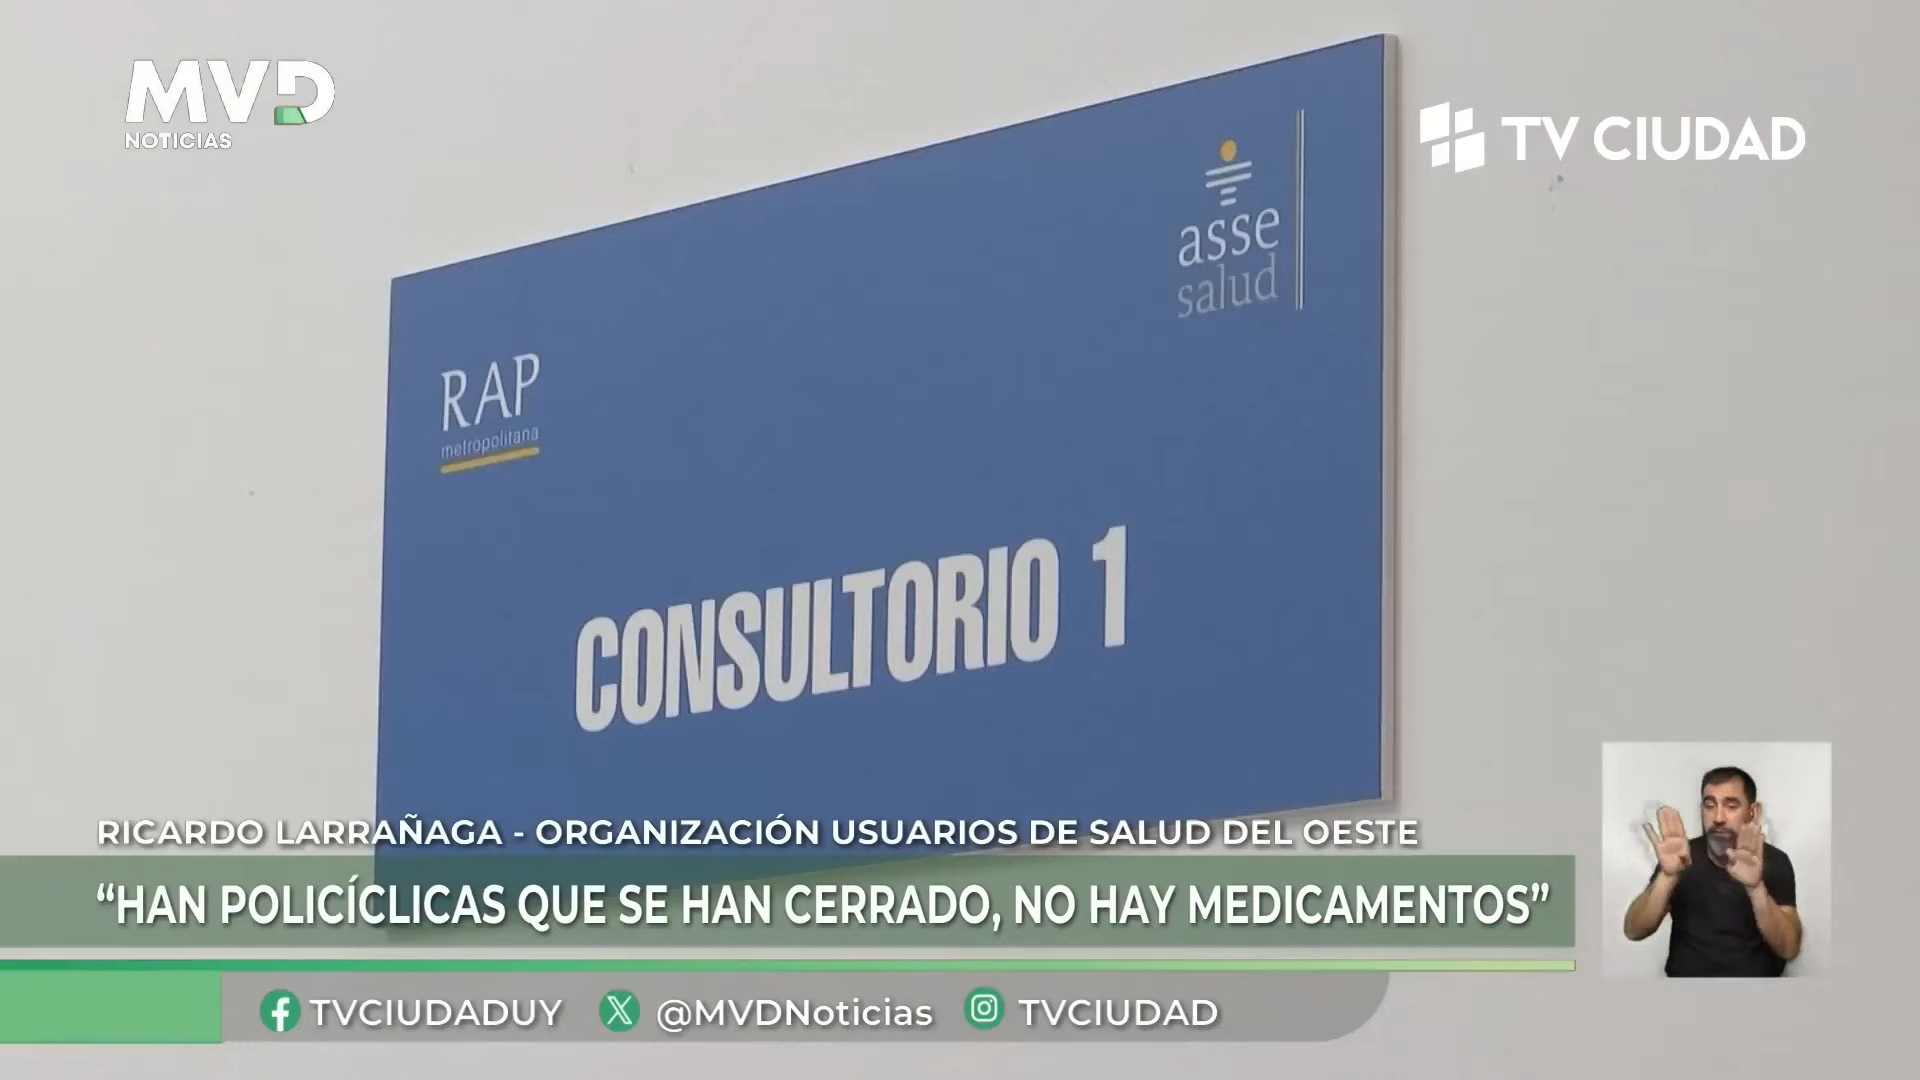 MVD
NOTICIAS
TV CIUDAD
asse
salud
RAP
metropolitana
CONSULTORIO 1
RICARDO LARRAÑAGA - ORGANIZACIÓN USUARIOS DE SALUD DEL OESTE
“HAN POLICÍCLICAS QUE SE HAN CERRADO, NO HAY MEDICAMENTOS”
TVCIUDADUY @MVDNoticias TVCIUDAD